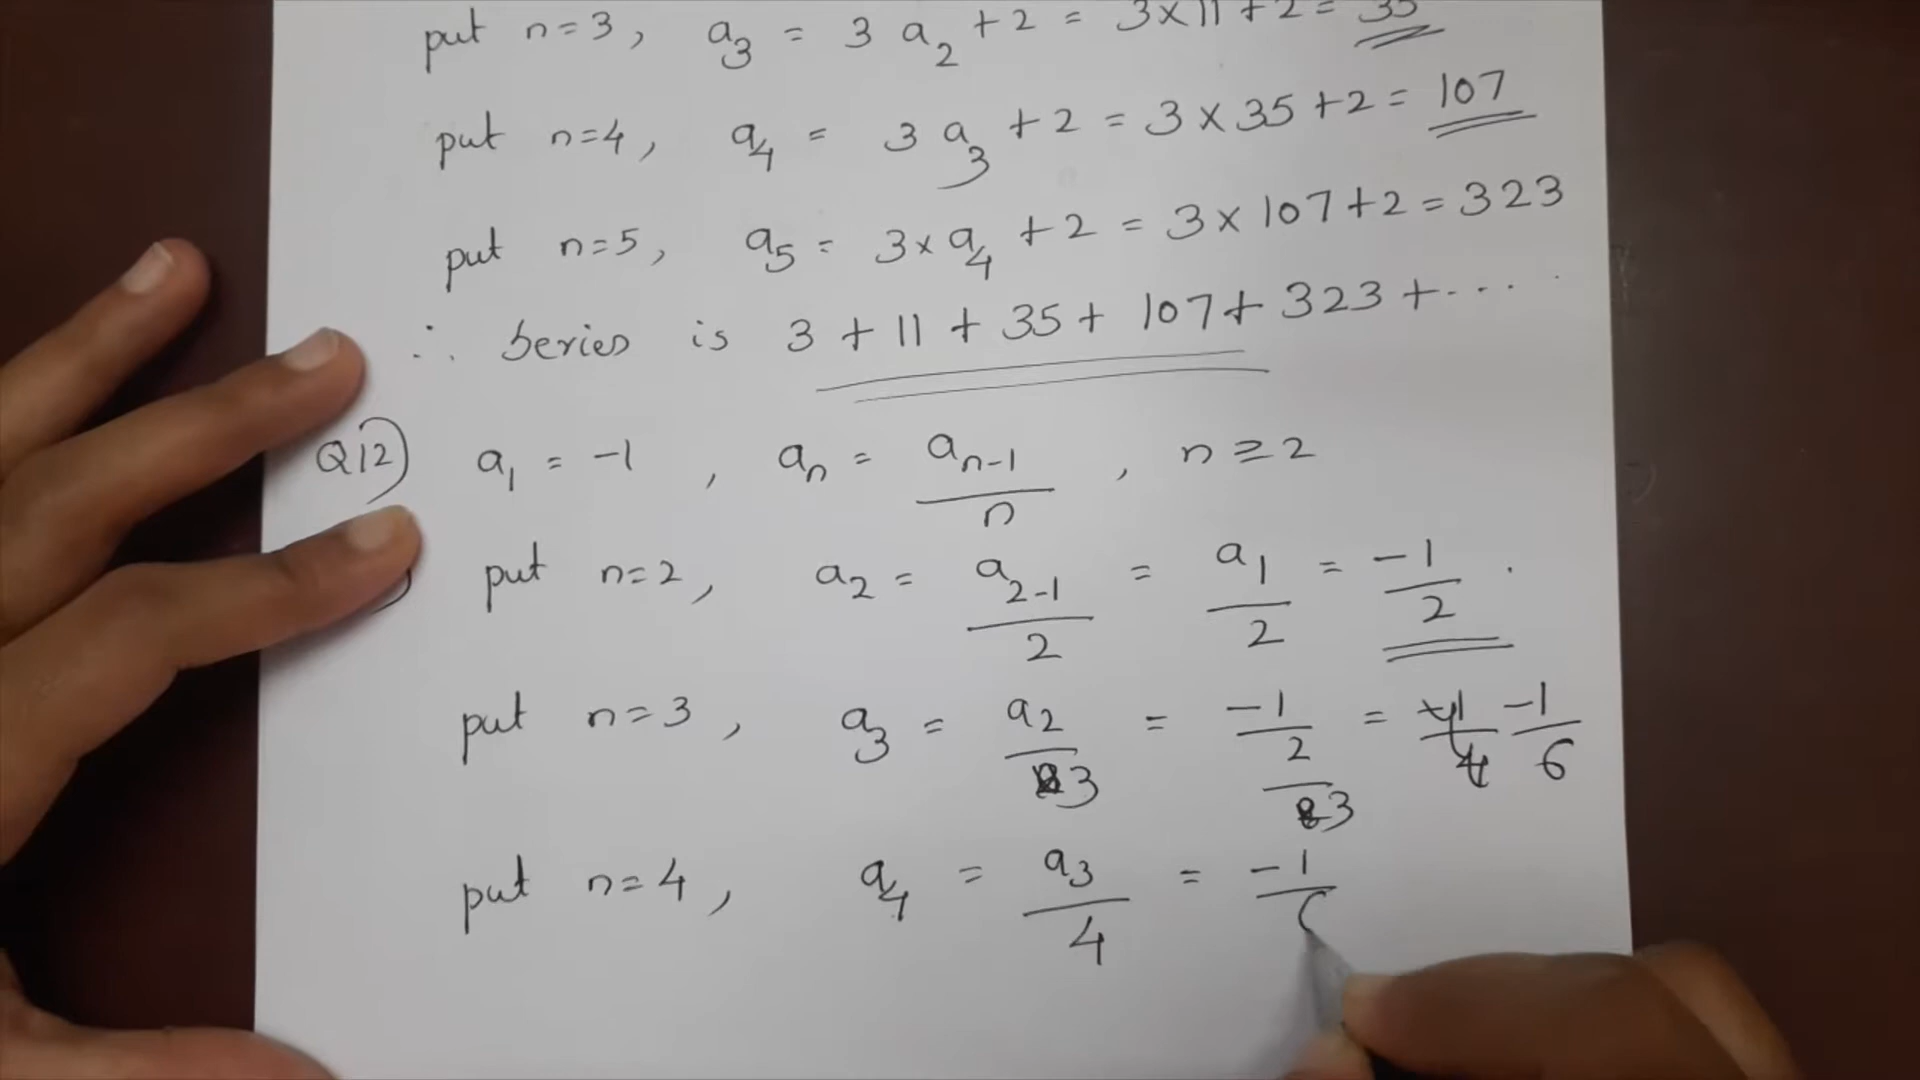 put n=3, a₃ = 3 a₂ +2 = 3×11+2= 35
put n=4, a₄ = 3 a₃ +2 = 3×35+2= 107
put n=5, a₅ = 3×a₄ +2 = 3×107+2=323
∴ Series is 3 + 11 + 35 + 107 + 323 +....
Q12) a₁ = -1 , aₙ = aₙ₋₁/n , n ≥ 2
put n=2, a₂ = a₂₋₁/2 = a₁/2 = -1/2 .
put n=3, a₃ = a₂/3 = (-1/2)/3 = -1/6
put n=4, a₄ = a₃/4 = -1/